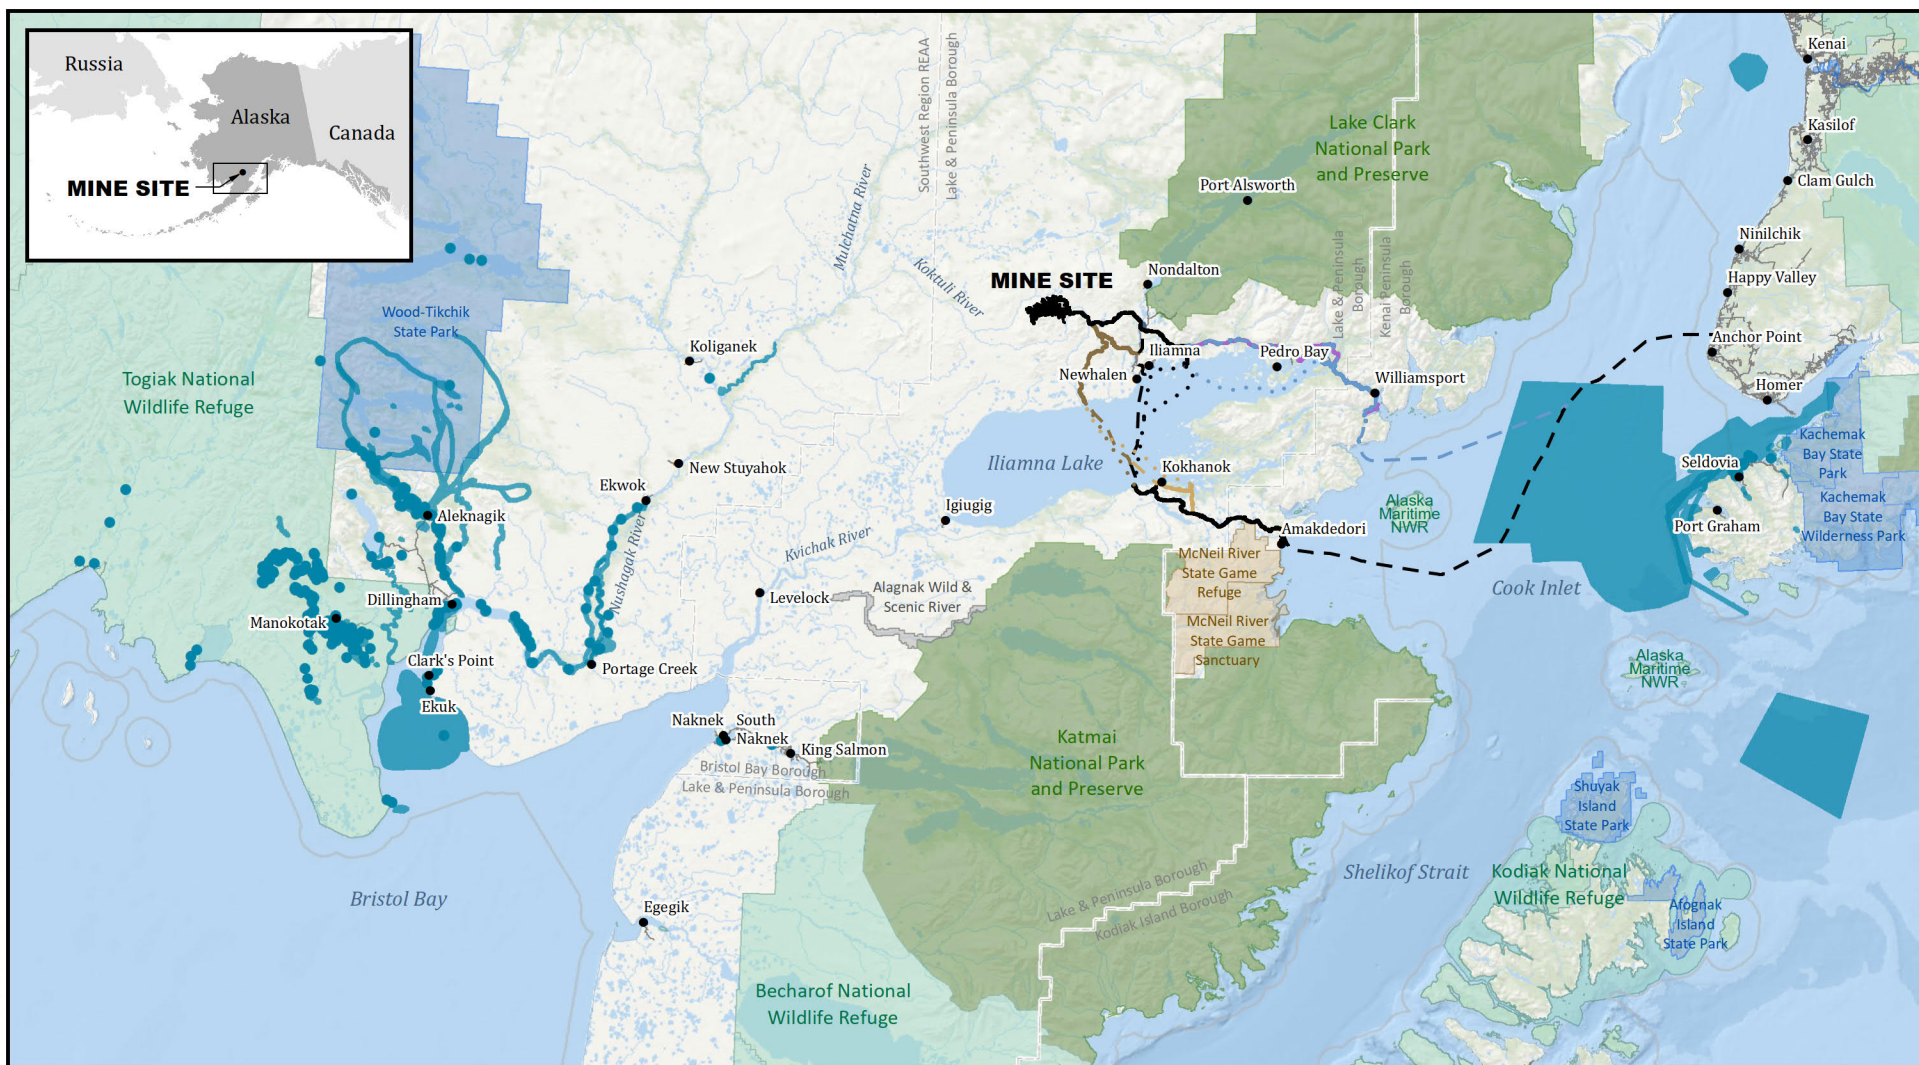 Russia
Alaska
Canada
MINE SITE
Kenai
Kasilof
Clam Gulch
Ninilchik
Happy Valley
Anchor Point
Homer
Lake Clark
National Park
and Preserve
Port Alsworth
Southwest Region REAA
Lake & Peninsula Borough
Mulchatna River
Koktuli River
MINE SITE
Nondalton
Lake & Peninsula
Borough
Kenai Peninsula
Borough
Wood-Tikchik
State Park
Togiak National
Wildlife Refuge
Koliganek
Iliamna
Newhalen
Pedro Bay
Williamsport
New Stuyahok
Ekwok
Iliamna Lake
Kokhanok
Igiugig
Kachemak
Bay State
Park
Seldovia
Kachemak
Bay State
Wilderness Park
Port Graham
Alaska
Maritime
NWR
Amakdedori
Aleknagik
Nushagak River
Kvichak River
McNeil River
State Game
Refuge
McNeil River
State Game
Sanctuary
Cook Inlet
Alagnak Wild &
Scenic River
Levelock
Dillingham
Manokotak
Clark's Point
Ekuk
Portage Creek
Alaska
Maritime
NWR
Naknek
South
Naknek
King Salmon
Bristol Bay Borough
Lake & Peninsula Borough
Katmai
National Park
and Preserve
Shuyak
Island
State Park
Shelikof Strait
Kodiak National
Wildlife Refuge
Afognak
Island
State Park
Lake & Peninsula Borough
Kodiak Island Borough
Bristol Bay
Egegik
Becharof National
Wildlife Refuge